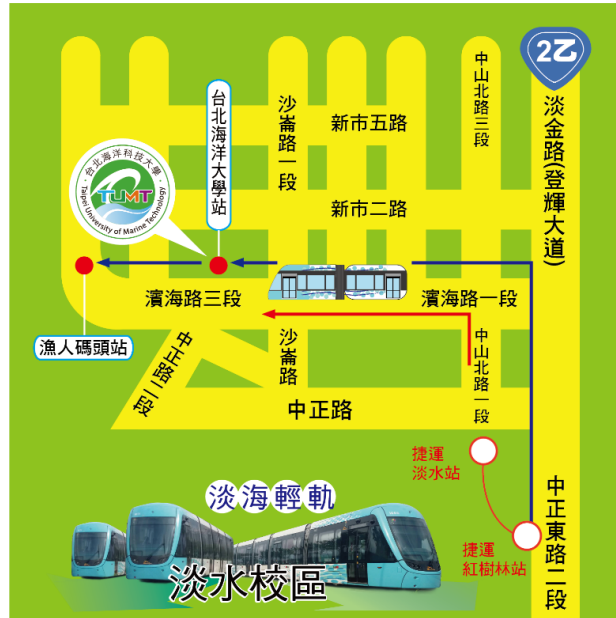 2乙
淡金路(登輝大道)
中山北路三段
沙崙路一段
新市五路
台北海洋大學站
台北海洋科技大學
TUMT
Taipei University of Marine Technology
新市二路
濱海路三段
濱海路一段
漁人碼頭站
中正路二段
沙崙路
中山北路一段
中正路
捷運
淡水站
中正東路二段
捷運
紅樹林站
淡海輕軌
淡水校區